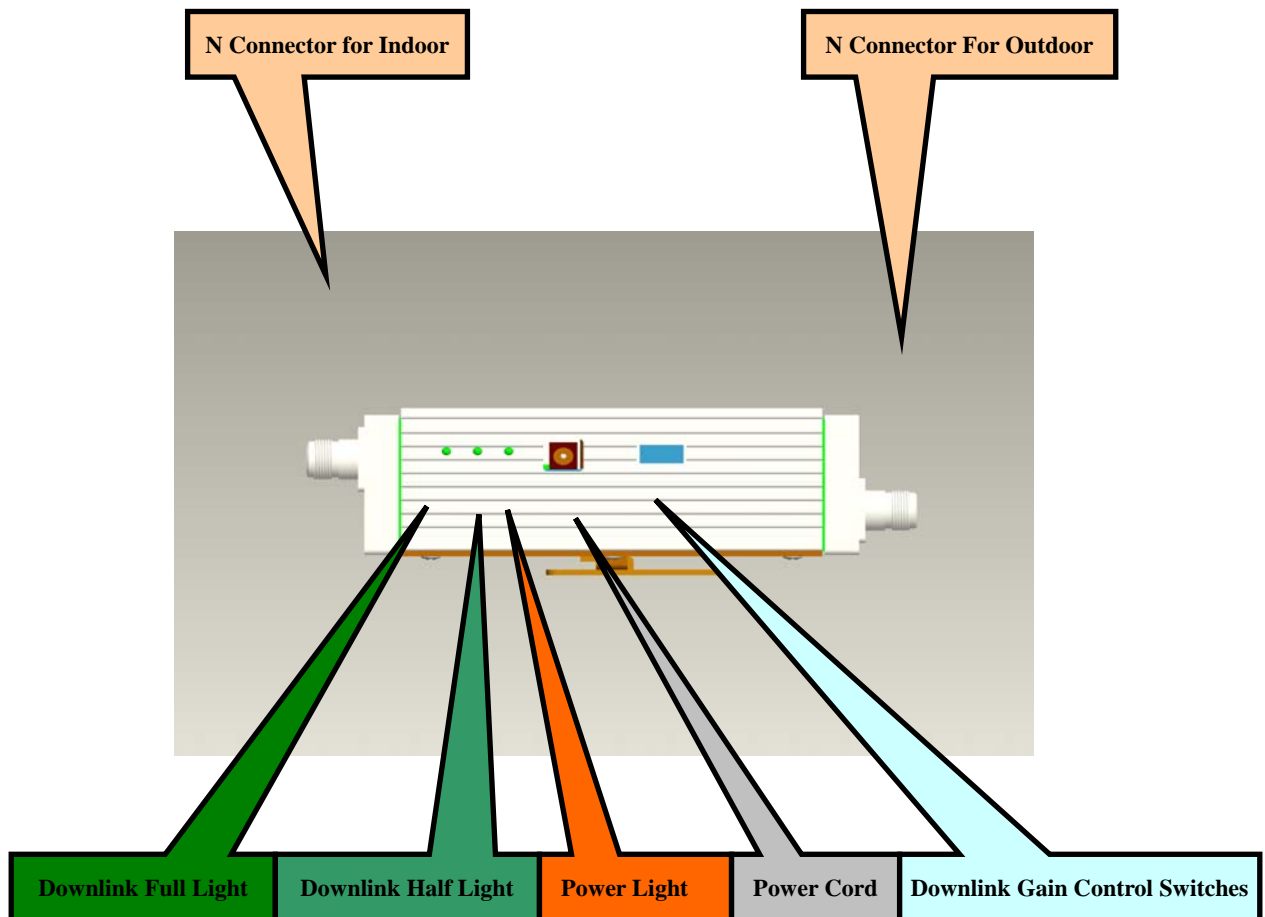 N Connector for Indoor
N Connector For Outdoor
Downlink Full Light
Downlink Half Light
Power Light
Power Cord
Downlink Gain Control Switches